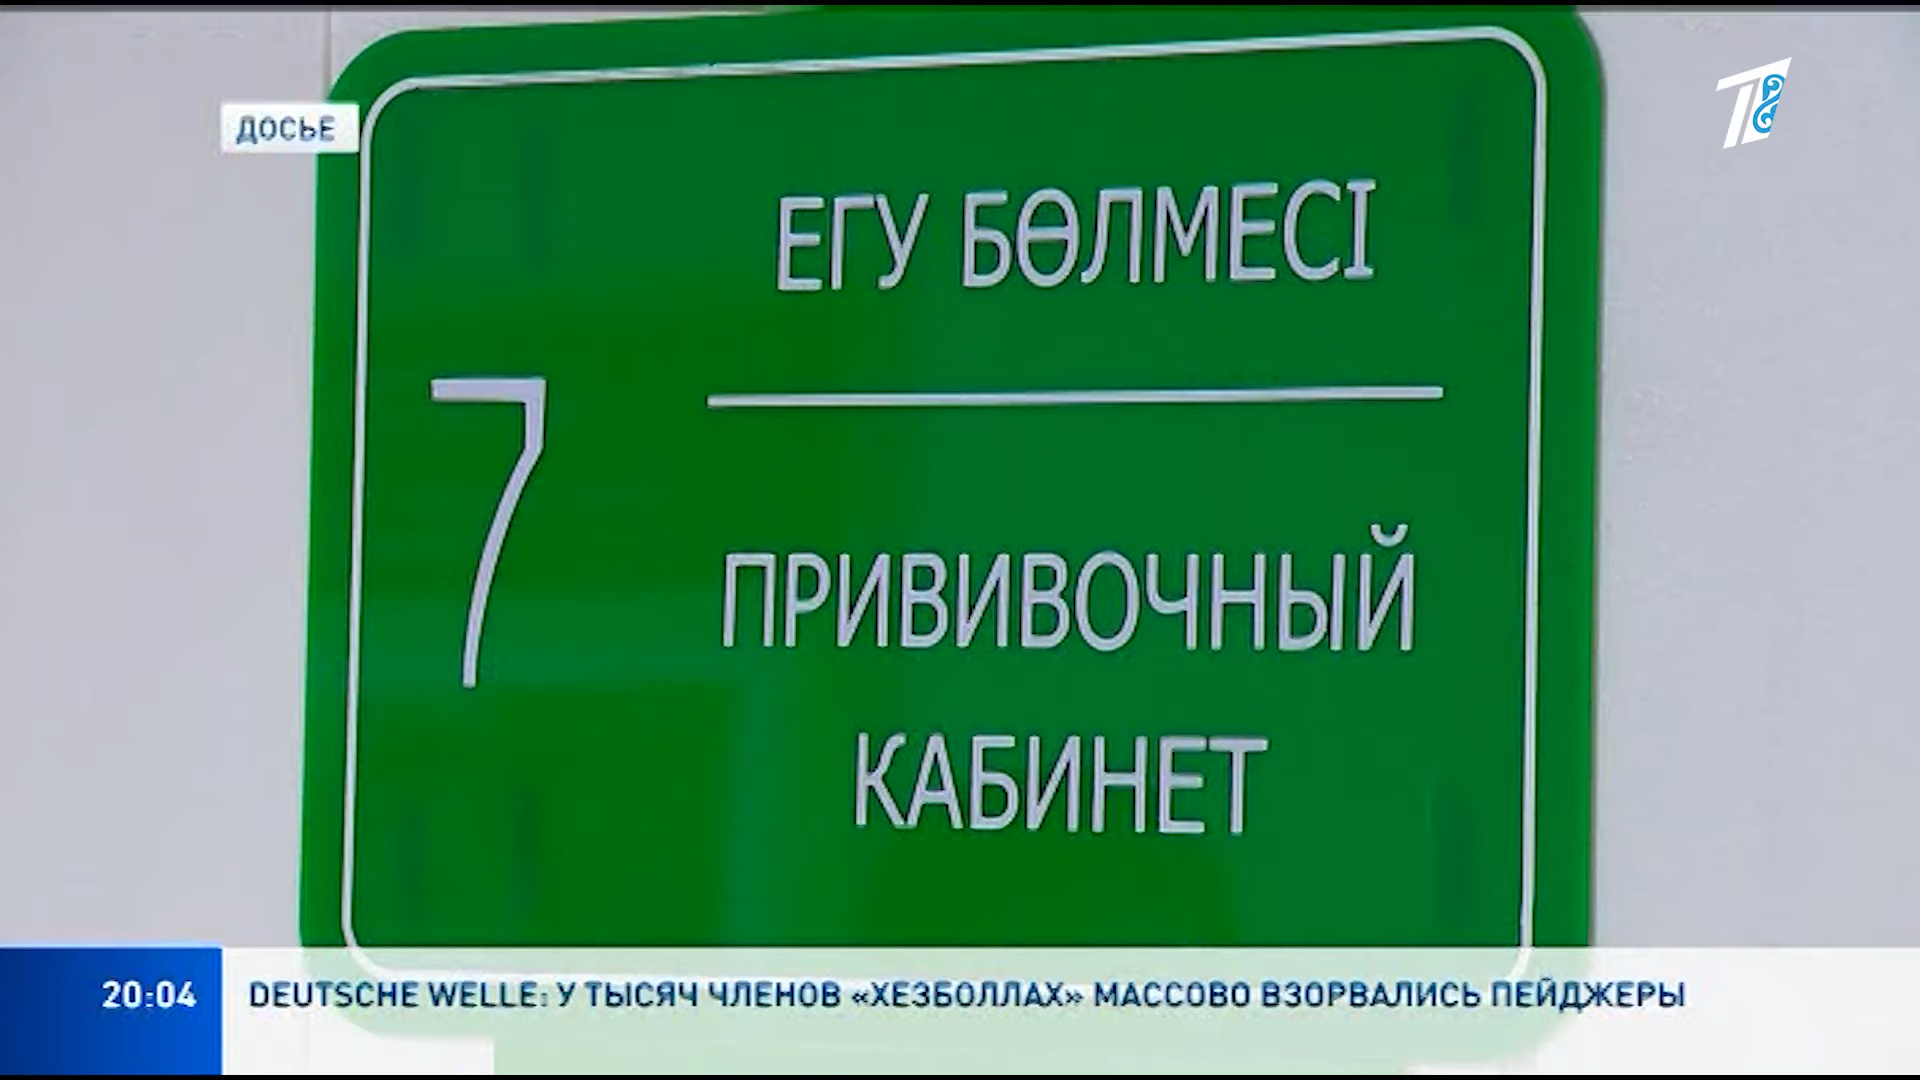 ДОСЬЕ
ЕГУ БӨЛМЕСІ
7
ПРИВИВОЧНЫЙ
КАБИНЕТ
20:04
DEUTSCHE WELLE: У ТЫСЯЧ ЧЛЕНОВ «ХЕЗБОЛЛАХ» МАССОВО ВЗОРВАЛИСЬ ПЕЙДЖЕРЫ